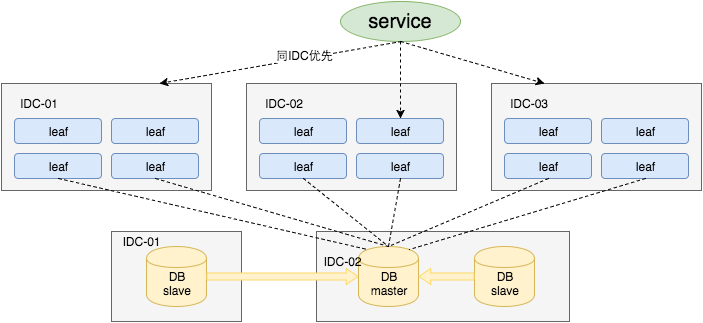 service
同IDC优先
IDC-01
IDC-02
IDC-03
leaf
leaf
leaf
leaf
leaf
leaf
leaf
leaf
leaf
leaf
leaf
leaf
IDC-01
IDC-02
DB
slave
DB
master
DB
slave